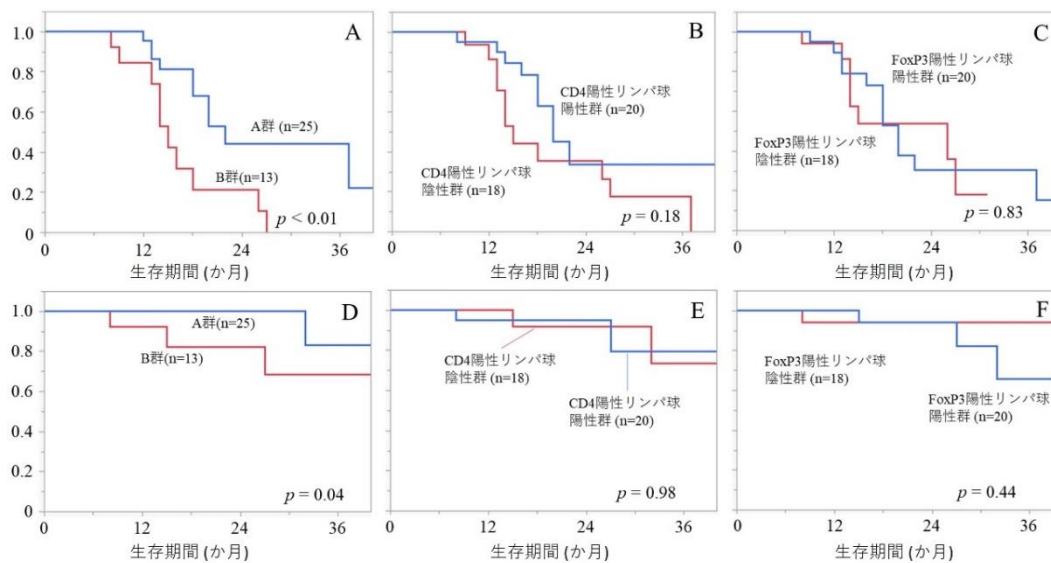 A
1.0
0.8
0.6
0.4
0.2
0
A群 (n=25)
B群(n=13)
p < 0.01
12
24
36
生存期間 (か月)
B
CD4陽性リンパ球
陽性群 (n=20)
CD4陽性リンパ球
陰性群 (n=18)
p = 0.18
0
12
24
36
生存期間 (か月)
C
FoxP3陽性リンパ球
陽性群 (n=20)
FoxP3陽性リンパ球
陰性群 (n=18)
p = 0.83
0
12
24
36
生存期間 (か月)
D
1.0
0.8
0.6
0.4
0.2
0
A群(n=25)
B群(n=13)
p = 0.04
0
12
24
36
生存期間 (か月)
E
CD4陽性リンパ球
陰性群 (n=18)
CD4陽性リンパ球
陽性群 (n=20)
p = 0.98
0
12
24
36
生存期間 (か月)
F
FoxP3陽性リンパ球
陰性群 (n=18)
FoxP3陽性リンパ球
陽性群 (n=20)
p = 0.44
0
12
24
36
生存期間 (か月)